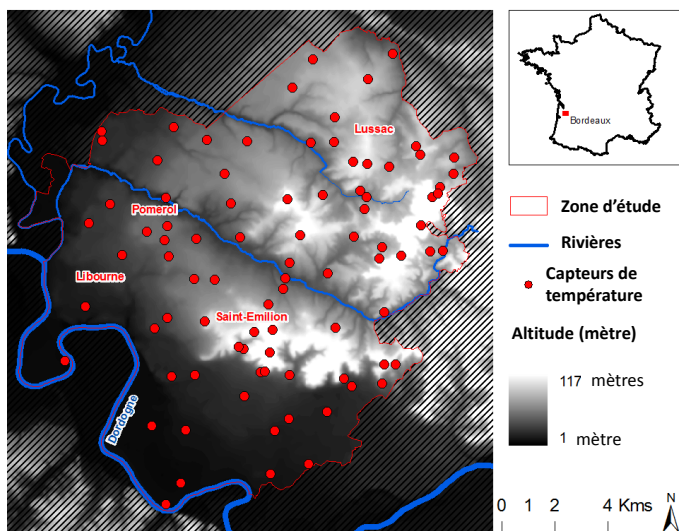 Lussac
Pomerol
Libourne
Saint-Emilion
Dordogne
Bordeaux
Zone d'étude
Rivières
Capteurs de
température
Altitude (mètre)
117 mètres
1 mètre
0 1 2 4 Kms
N